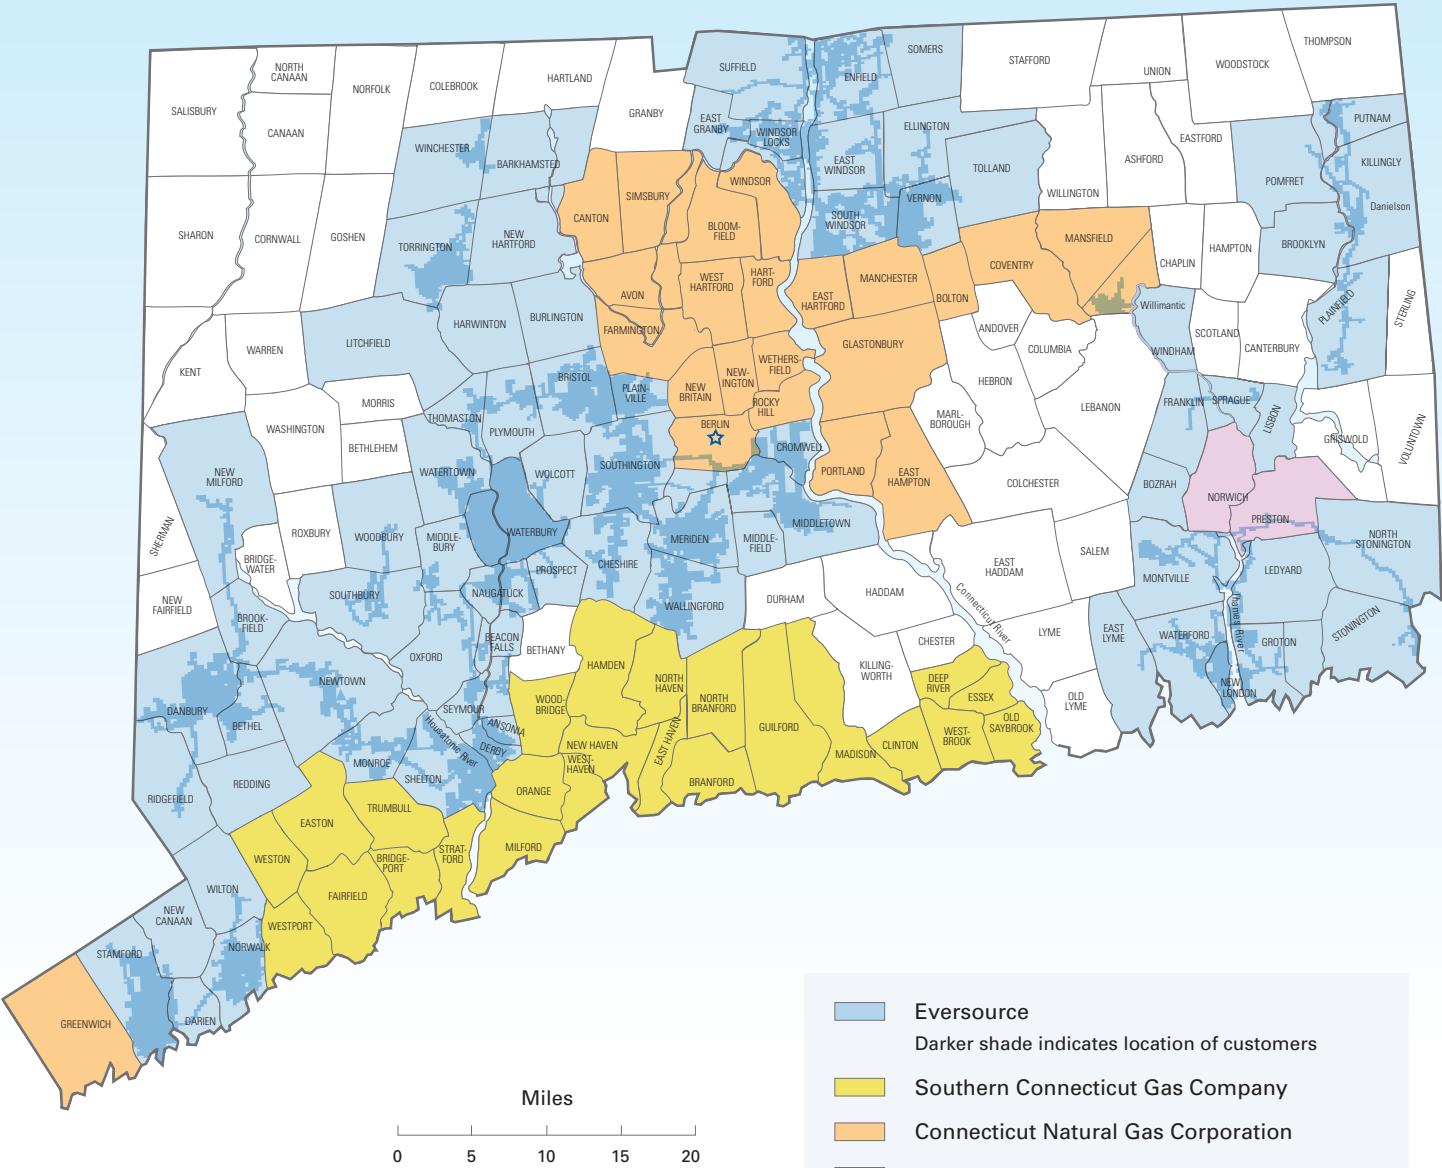 THOMPSON
NORTH
CANAAN
SALISBURY
NORFOLK
COLEBROOK
HARTLAND
GRANBY
CANAAN
SUFFIELD
ENFIELD
SOMERS
STAFFORD
UNION
WOODSTOCK
WINCHESTER
BARKHAMSTED
EAST
GRANBY
WINDSOR
LOCKS
EAST
WINDSOR
ELLINGTON
TOLLAND
WILLINGTON
ASHFORD
EASTFORD
POMFRET
PUTNAM
KILLINGLY
Danielson
SHARON
CORNWALL
GOSHEN
TORRINGTON
NEW
HARTFORD
CANTON
SIMSBURY
WINDSOR
BLOOM-
FIELD
SOUTH
WINDSOR
VERNON
COVENTRY
MANSFIELD
CHAPLIN
HAMPTON
BROOKLYN
KENT
WARREN
LITCHFIELD
HARWINTON
BURLINGTON
AVON
FARMINGTON
WEST
HARTFORD
HART-
FORD
EAST
HARTFORD
MANCHESTER
BOLTON
ANDOVER
COLUMBIA
Willimantic
WINDHAM
SCOTLAND
CANTERBURY
PLAINFIELD
STERLING
MORRIS
WASHINGTON
BETHLEHEM
THOMASTON
PLYMOUTH
BRISTOL
PLAIN-
VILLE
NEW
BRITAIN
NEW-
INGTON
WETHERS-
FIELD
ROCKY
HILL
BERLIN
GLASTONBURY
HEBRON
MARL-
BOROUGH
LEBANON
FRANKLIN
SPRAGUE
LISBON
GRISWOLD
VOLUNTOWN
SHERMAN
NEW
MILFORD
ROXBURY
BRIDGE-
WATER
WOODBURY
WATERTOWN
MIDDLE-
BURY
WATERBURY
WOLCOTT
SOUTHINGTON
CROMWELL
PORTLAND
EAST
HAMPTON
COLCHESTER
BOZRAH
NORWICH
PRESTON
NEW
FAIRFIELD
BROOK-
FIELD
SOUTHBURY
NAUGATUCK
PROSPECT
CHESHIRE
MERIDEN
MIDDLE-
FIELD
MIDDLETOWN
WALLINGFORD
DURHAM
HADDAM
EAST
HADDAM
SALEM
MONTVILLE
LEDYARD
NORTH
STONINGTON
DANBURY
BETHEL
NEWTOWN
OXFORD
BEACON
FALLS
BETHANY
HAMDEN
NORTH
HAVEN
NORTH
BRANFORD
GUILFORD
KILLING-
WORTH
CHESTER
DEEP
RIVER
ESSEX
Connecticut River
LYME
EAST
LYME
WATERFORD
Thames River
NEW
LONDON
GROTON
STONINGTON
RIDGEFIELD
REDDING
MONROE
SHELTON
SEYMOUR
ANSONIA
DERBY
Housatonic River
WOOD-
BRIDGE
NEW HAVEN
WEST-
HAVEN
EAST HAVEN
BRANFORD
MADISON
CLINTON
WEST-
BROOK
OLD
SAYBROOK
OLD
LYME
ORANGE
MILFORD
EASTON
TRUMBULL
STRAT-
FORD
BRIDGE-
PORT
WESTON
FAIRFIELD
WESTPORT
WILTON
NEW
CANAAN
NORWALK
STAMFORD
DARIEN
GREENWICH
Miles
0 5 10 15 20
Eversource
Darker shade indicates location of customers
Southern Connecticut Gas Company
Connecticut Natural Gas Corporation